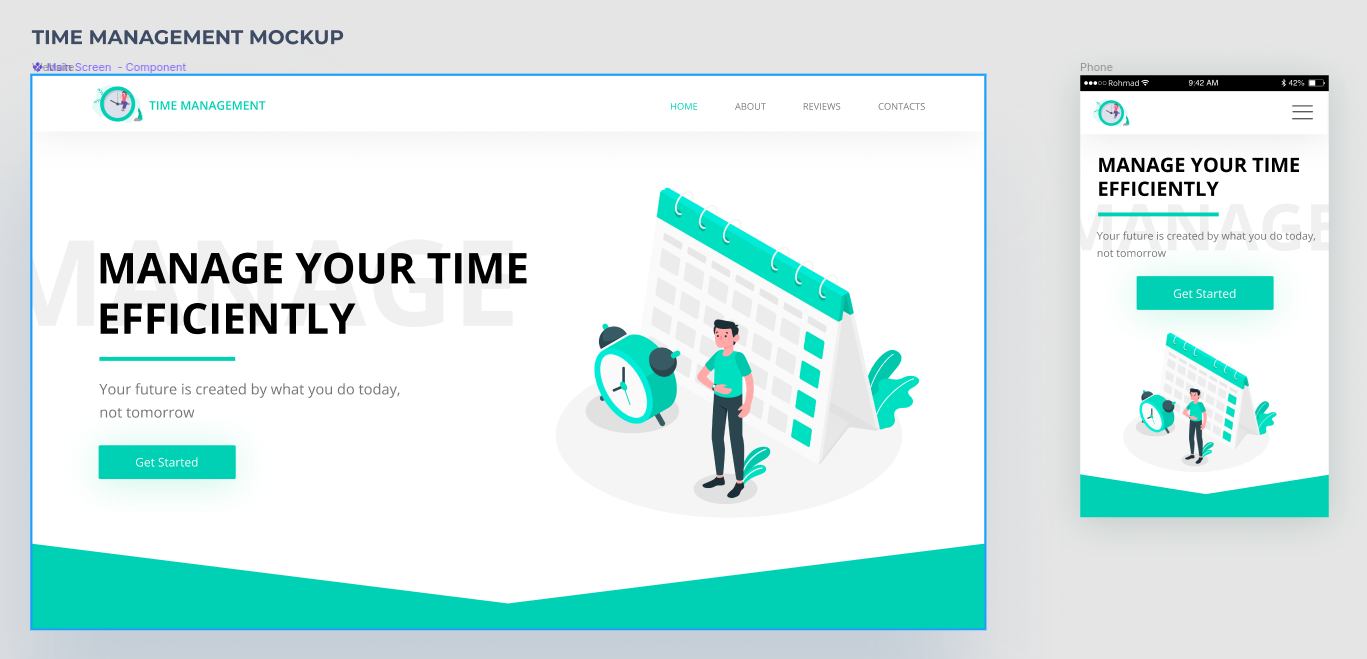 TIME MANAGEMENT MOCKUP
Main Screen - Component
TIME MANAGEMENT
HOME ABOUT REVIEWS CONTACTS
MANAGE
MANAGE YOUR TIME
EFFICIENTLY
Your future is created by what you do today,
not tomorrow
Get Started
Phone
Rohmad 9:42 AM 42%
MANAGE YOUR TIME
EFFICIENTLY
MANAGE
Your future is created by what you do today,
not tomorrow
Get Started